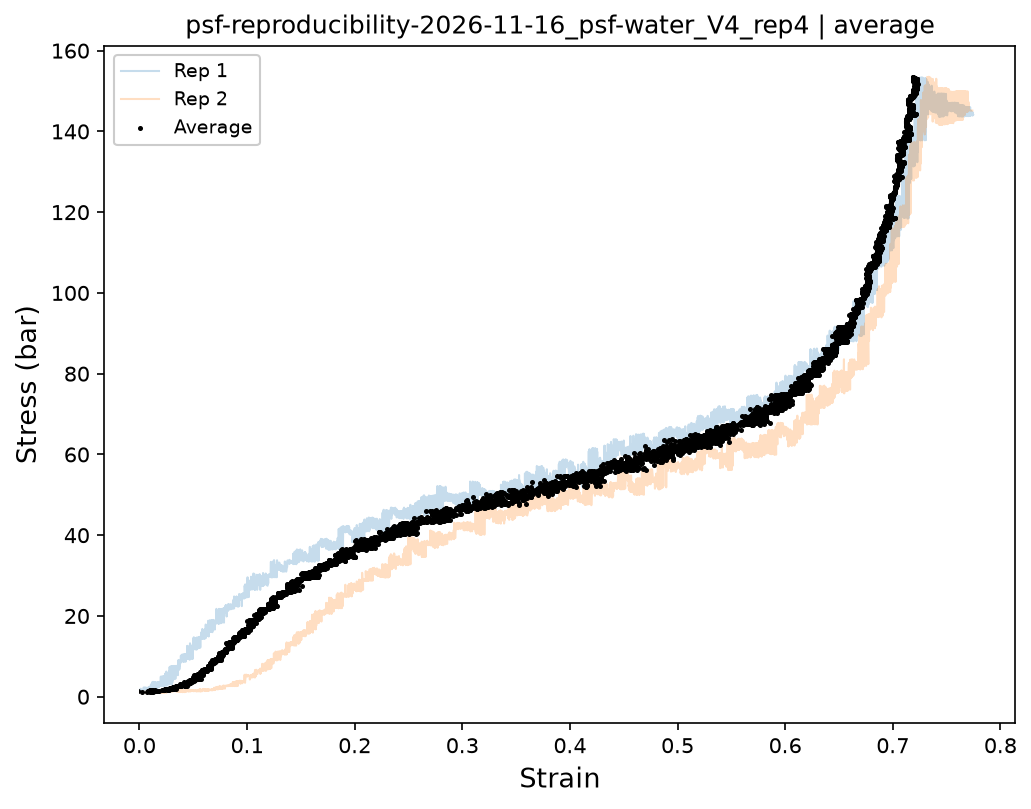 psf-reproducibility-2026-11-16_psf-water_V4_rep4 | average
Rep 1
Rep 2
Average
Stress (bar)
160
140
120
100
80
60
40
20
0
0.0 0.1 0.2 0.3 0.4 0.5 0.6 0.7 0.8
Strain